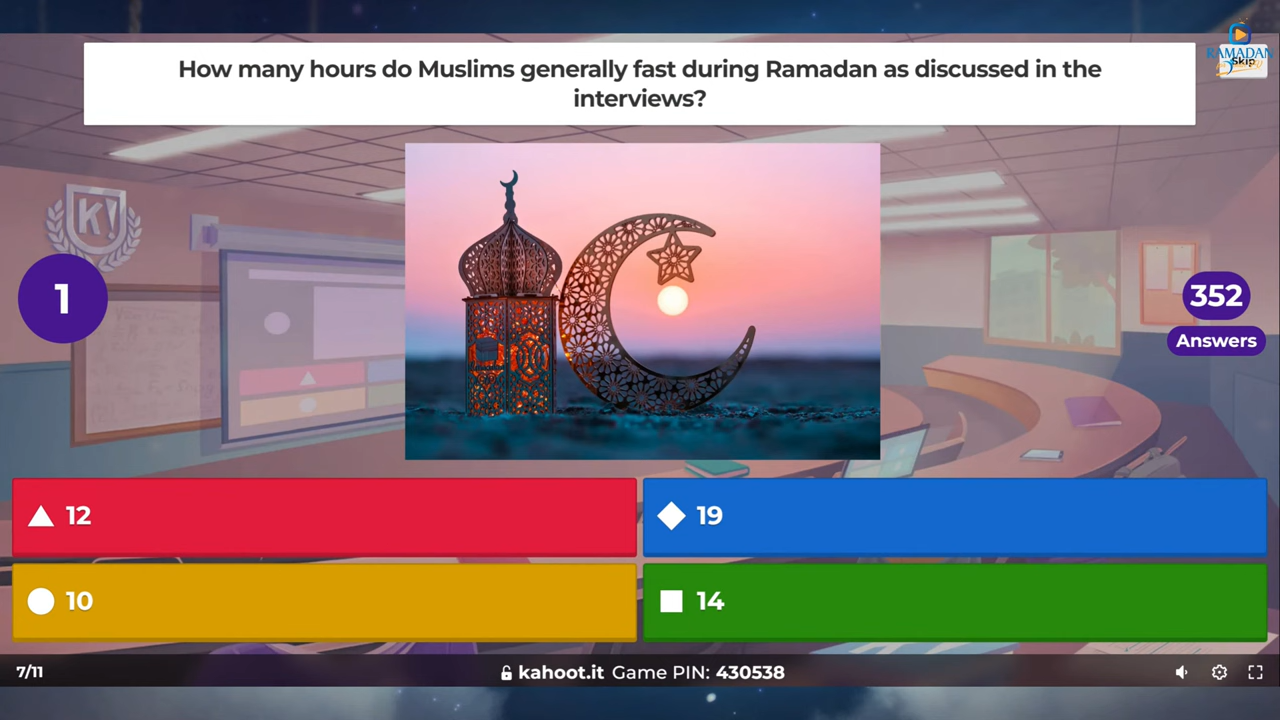 How many hours do Muslims generally fast during Ramadan as discussed in the
interviews?
RAMADAN
Skip
K!
1
352
Answers
12
19
10
14
7/11
kahoot.it Game PIN: 430538